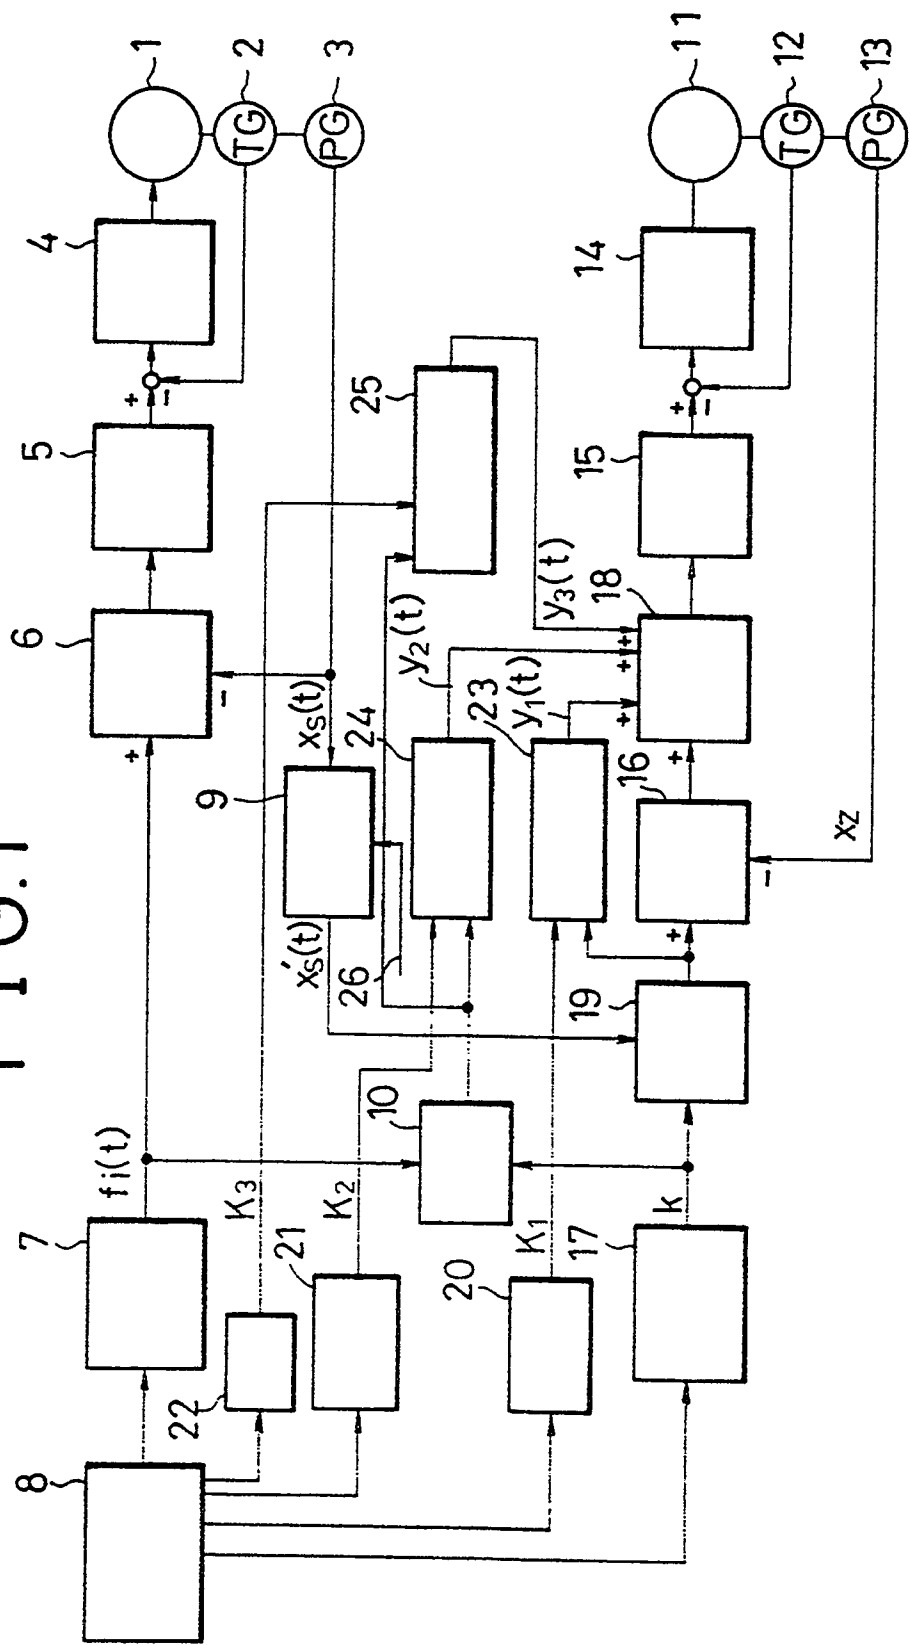 FIG. 1
8
7
fi(t)
6
+
−
5
+
−
4
1
TG
2
PG
3
22
K3
9
xs(t)
x's(t)
26
21
K2
10
24
y2(t)
25
20
K1
23
y1(t)
y3(t)
17
k
19
+
16
−
xz
+
+
+
+
18
15
+
−
14
11
TG
12
PG
13